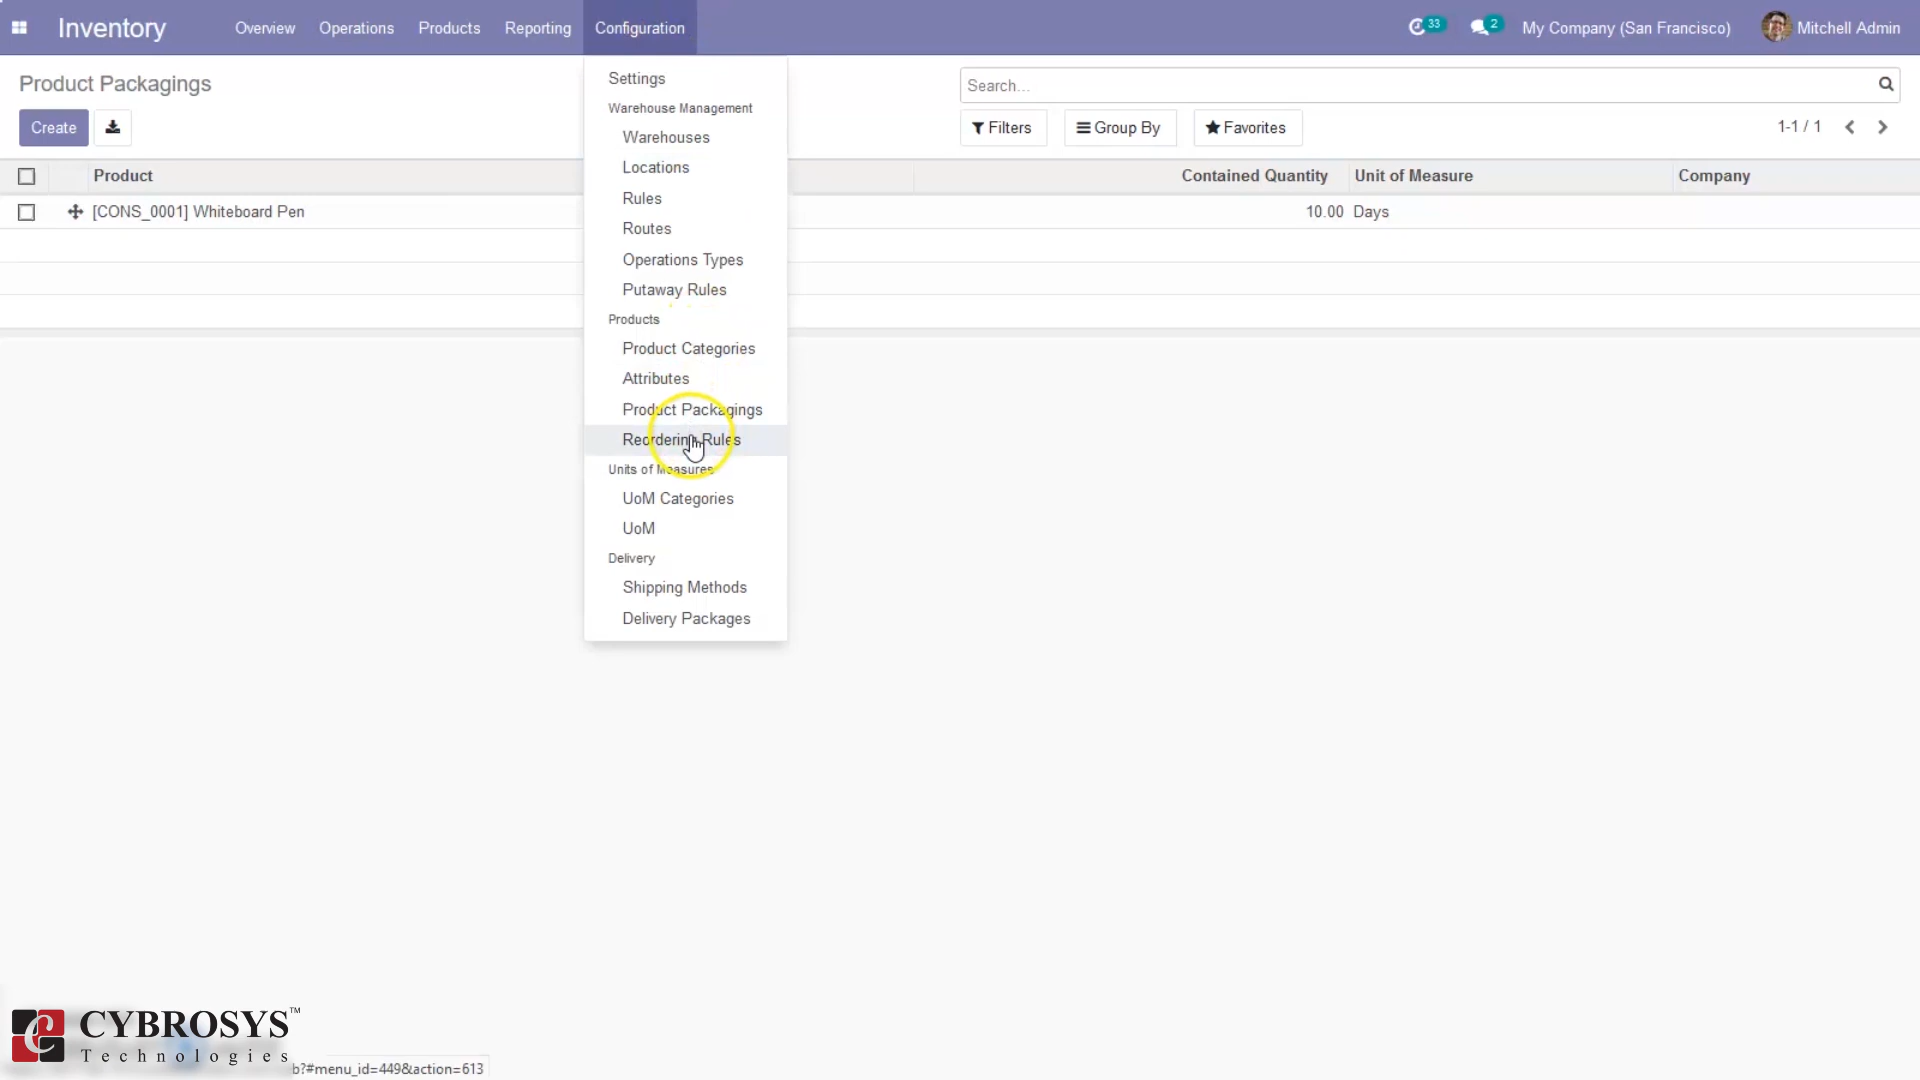 Inventory Overview Operations Products Reporting Configuration 33 2 My Company (San Francisco) Mitchell Admin
Product Packagings
Search...
Create
Filters Group By Favorites 1-1 / 1
Settings
Warehouse Management
Warehouses
Locations
Rules
Routes
Operations Types
Putaway Rules
Products
Product Categories
Attributes
Product Packagings
Reordering Rules
Units of Measures
UoM Categories
UoM
Delivery
Shipping Methods
Delivery Packages
Product Contained Quantity Unit of Measure Company
[CONS_0001] Whiteboard Pen 10.00 Days
CYBROSYS™
Technologies
b?#menu_id=449&action=613